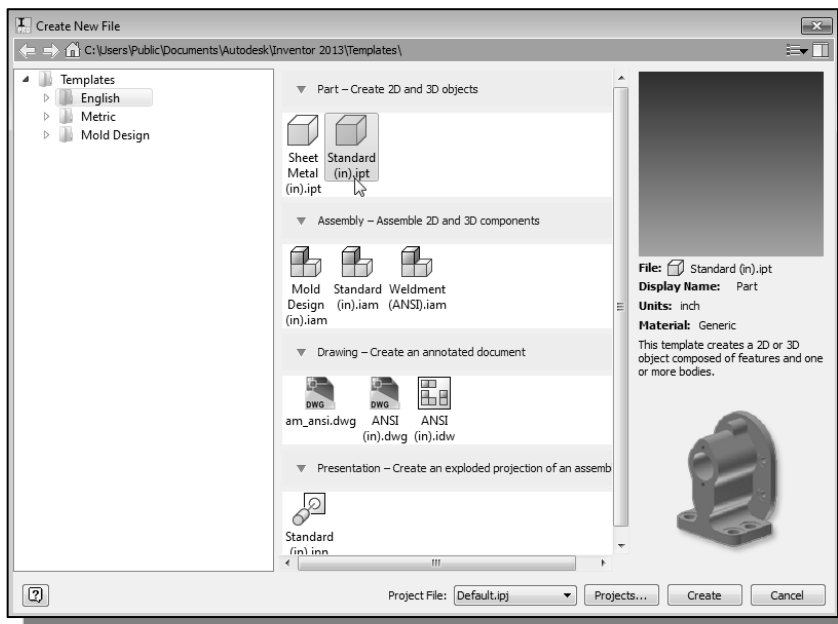 Create New File
C:\Users\Public\Documents\Autodesk\Inventor 2013\Templates\
Templates
English
Metric
Mold Design
Part – Create 2D and 3D objects
Sheet
Metal
(in).ipt
Standard
(in).ipt
Assembly – Assemble 2D and 3D components
Mold
Design
(in).iam
Standard
(in).iam
Weldment
(ANSI).iam
Drawing – Create an annotated document
DWG
am_ansi.dwg
DWG
ANSI
(in).dwg
ANSI
(in).idw
Presentation – Create an exploded projection of an assemb
Standard
(in) inn
File: Standard (in).ipt
Display Name: Part
Units: inch
Material: Generic
This template creates a 2D or 3D
object composed of features and one
or more bodies.
?
Project File: Default.ipj Projects... Create Cancel